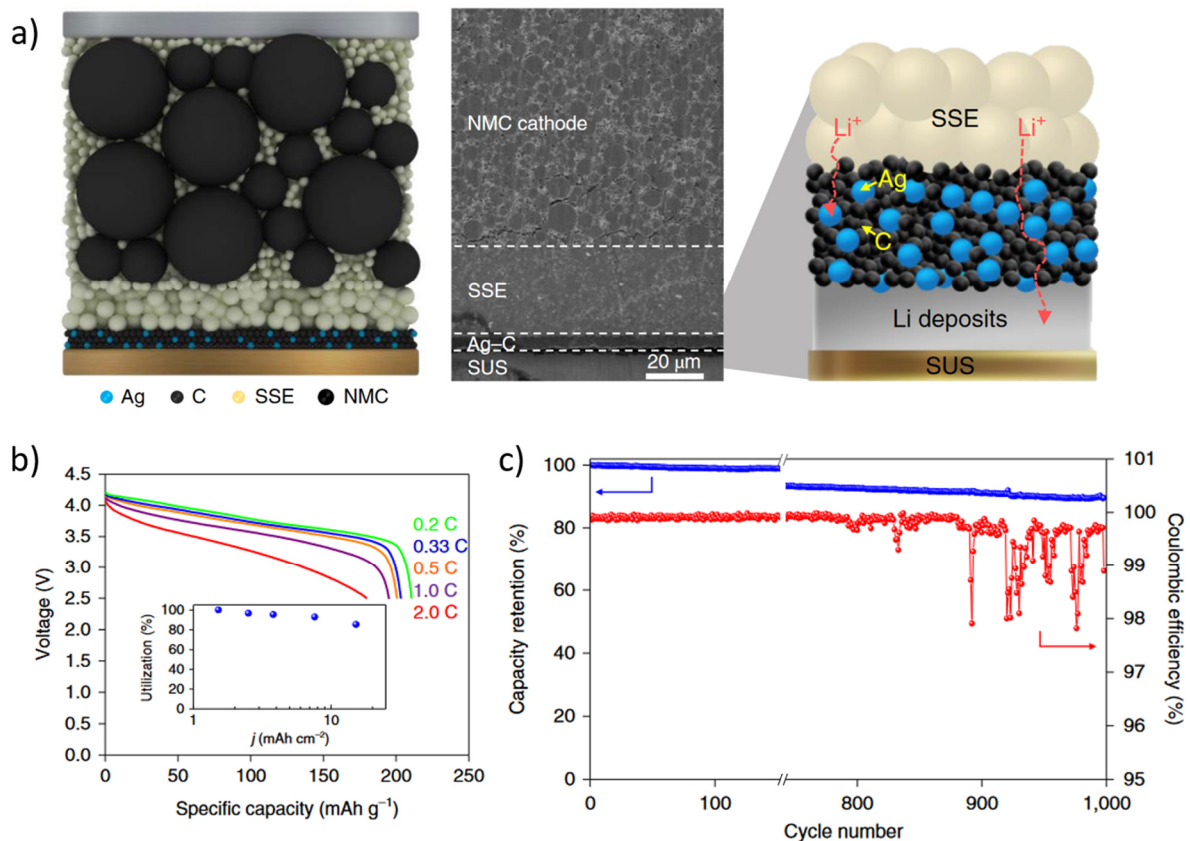 a)
NMC cathode
SSE
Ag–C
SUS
20 µm
SSE
Li⁺
Li⁺
Ag
C
Li deposits
SUS
Ag
C
SSE
NMC
b)
4.5
4.0
3.5
3.0
2.5
2.0
1.5
1.0
0.5
0.0
Voltage (V)
0.2 C
0.33 C
0.5 C
1.0 C
2.0 C
Utilization (%)
100
80
60
40
20
0
1
10
j (mAh cm⁻²)
0
50
100
150
200
250
Specific capacity (mAh g⁻¹)
c)
Capacity retention (%)
100
80
60
40
20
0
101
100
99
98
97
96
95
Coulombic efficiency (%)
0
100
800
900
1,000
Cycle number